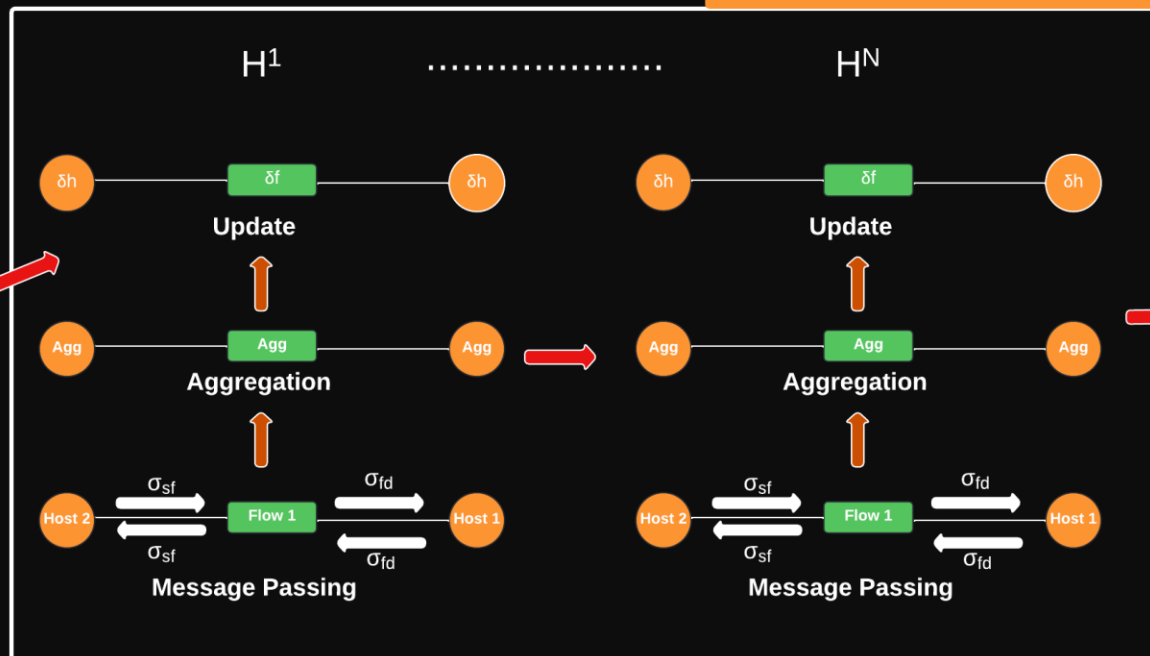 H¹ .................... Hᴺ
δh δf δh δh δf δh
Update Update
Agg Agg Agg Agg Agg Agg
Aggregation Aggregation
σsf σfd σsf σfd
Host 2 Flow 1 Host 1 Host 2 Flow 1 Host 1
σsf σfd σsf σfd
Message Passing Message Passing